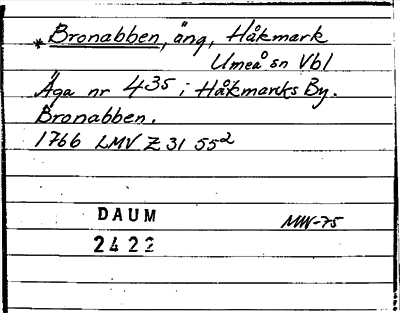 * Bronabben, äng, Håkmark
Umeå sn Vbl
Äga nr 435 i Håkmarks By.
Bronabben.
1766 LMV Z 31 55²
DAUM MW-75
2422